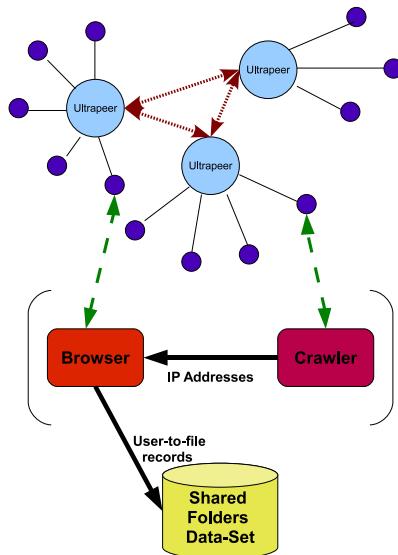 Ultrapeer
Ultrapeer
Ultrapeer
Browser
Crawler
IP Addresses
User-to-file
records
Shared
Folders
Data-Set